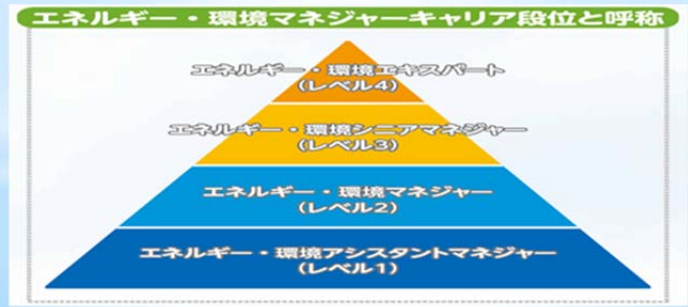 エネルギー・環境マネジャーキャリア段位と呼称
エネルギー・環境エキスパート
(レベル4)
エネルギー・環境シニアマネジャー
(レベル3)
エネルギー・環境マネジャー
(レベル2)
エネルギー・環境アシスタントマネジャー
(レベル1)